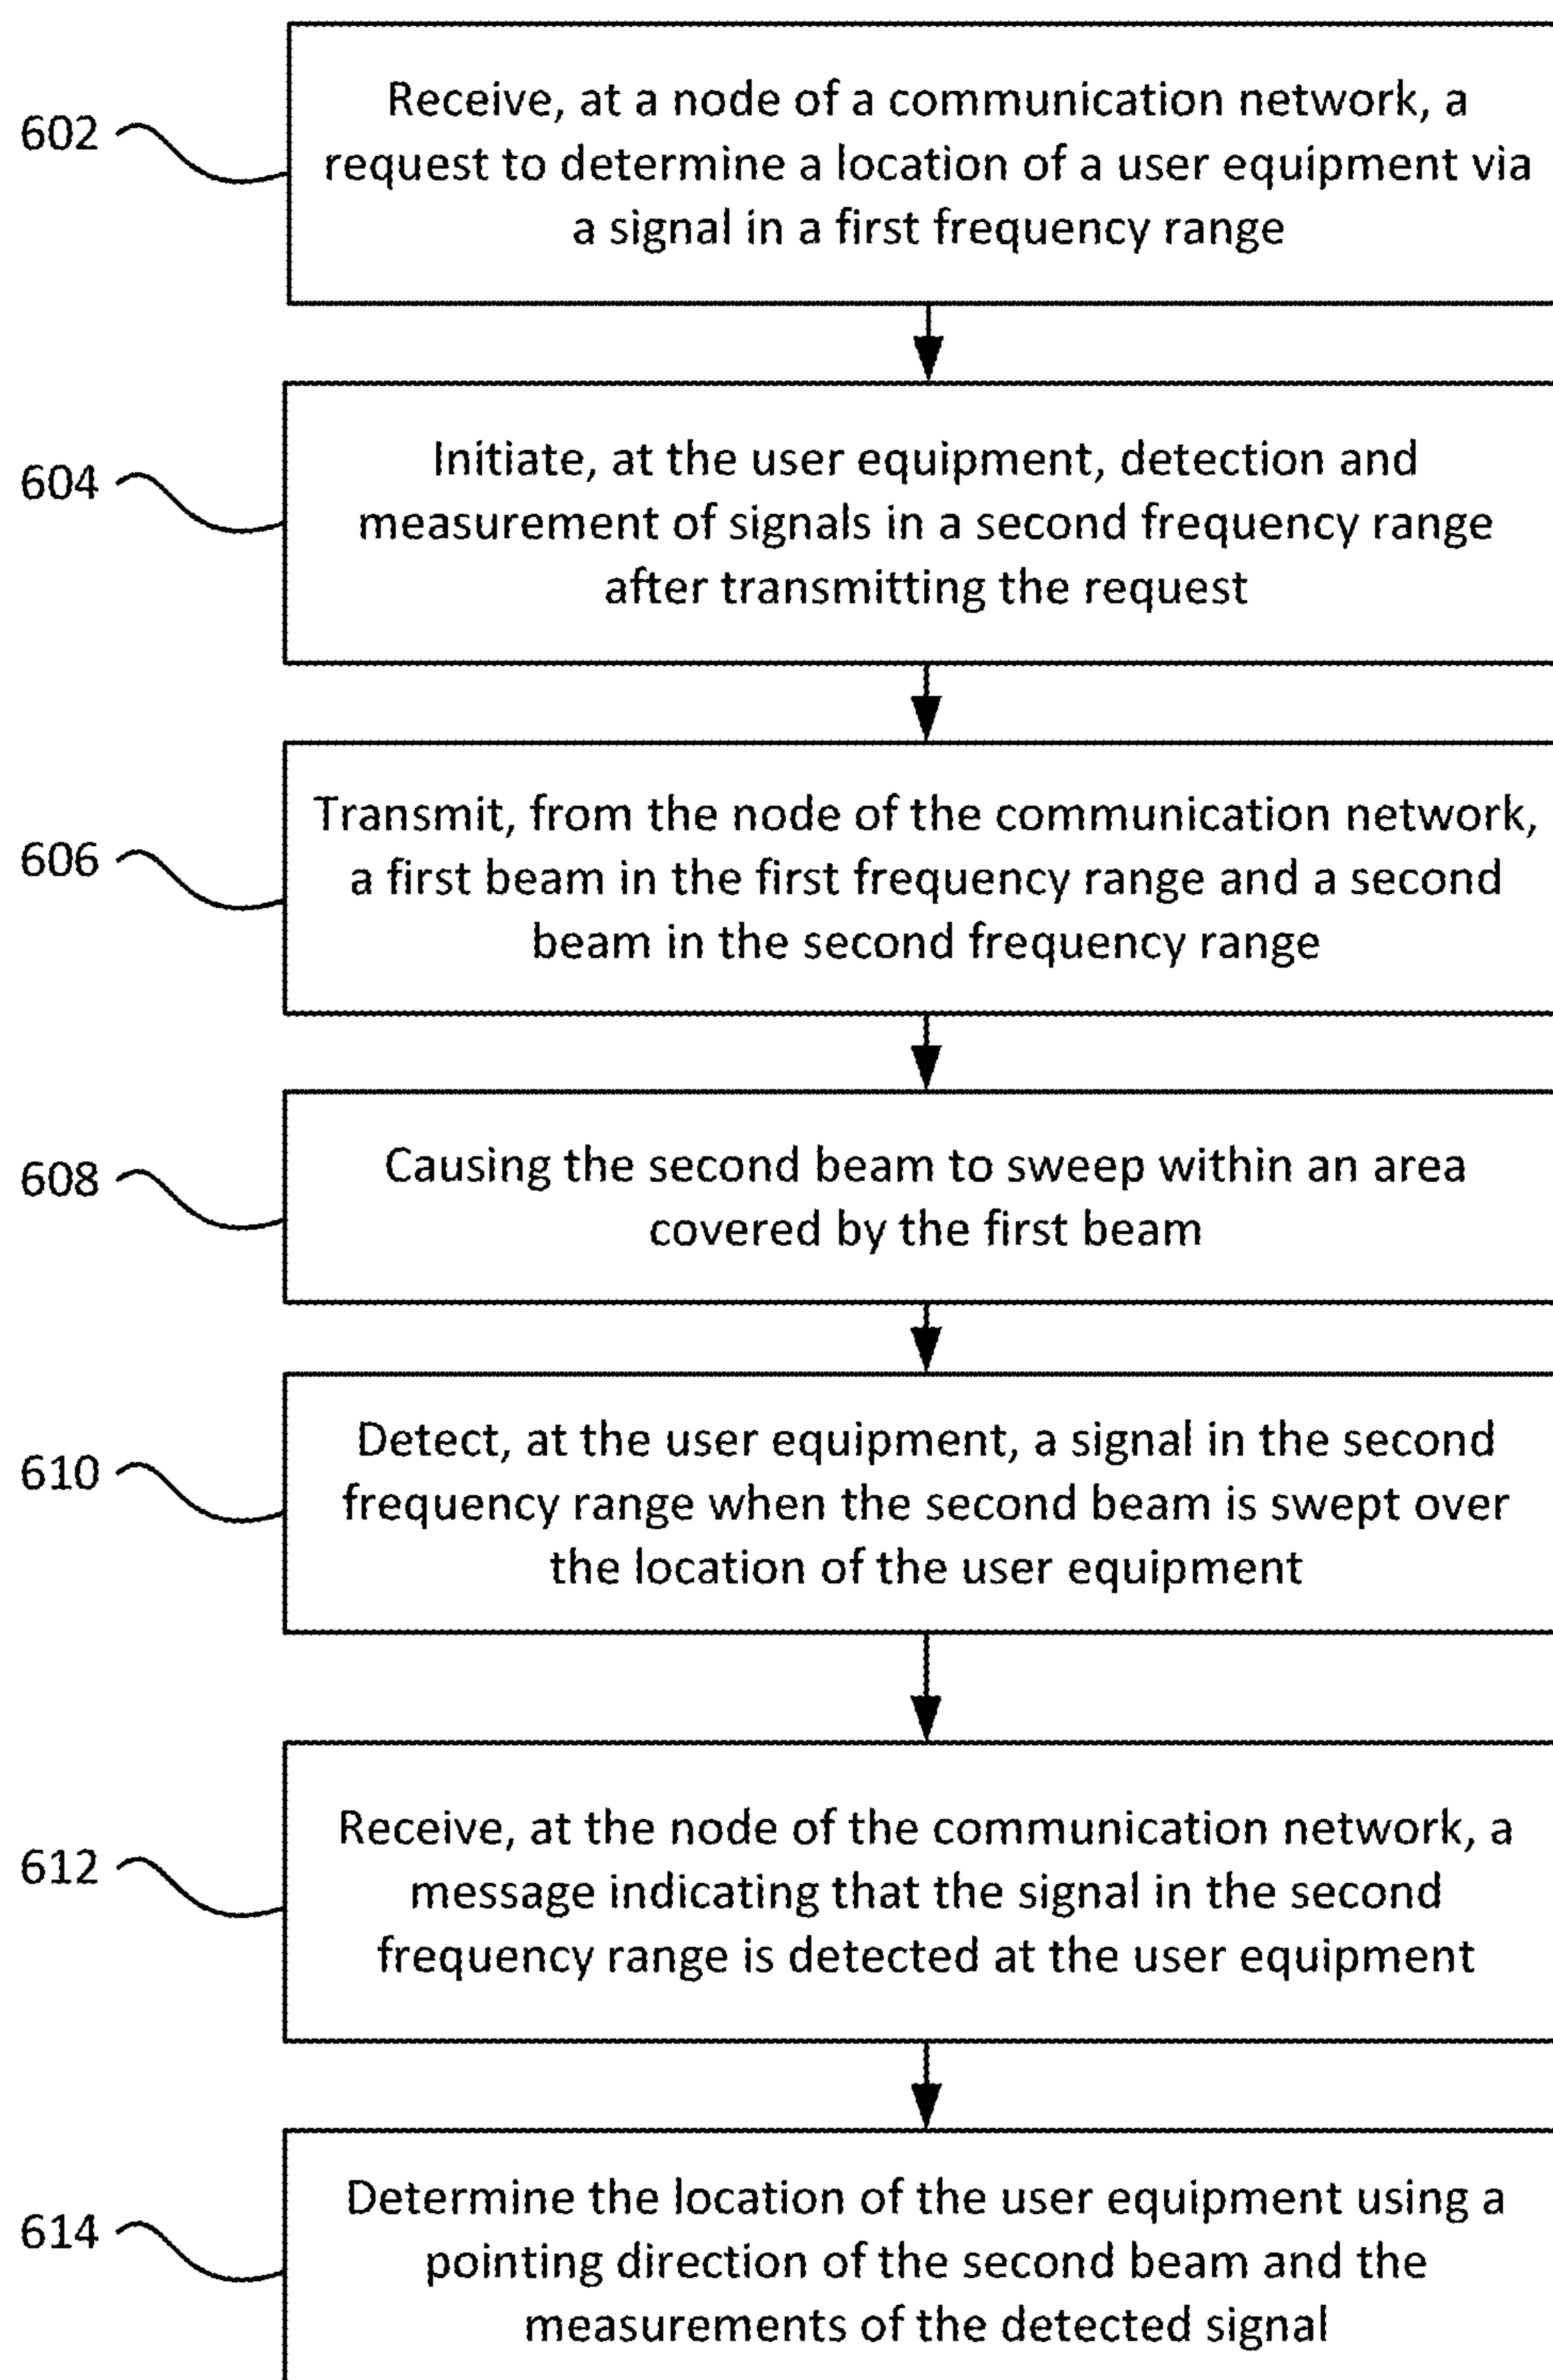 602
Receive, at a node of a communication network, a
request to determine a location of a user equipment via
a signal in a first frequency range
604
Initiate, at the user equipment, detection and
measurement of signals in a second frequency range
after transmitting the request
606
Transmit, from the node of the communication network,
a first beam in the first frequency range and a second
beam in the second frequency range
608
Causing the second beam to sweep within an area
covered by the first beam
610
Detect, at the user equipment, a signal in the second
frequency range when the second beam is swept over
the location of the user equipment
612
Receive, at the node of the communication network, a
message indicating that the signal in the second
frequency range is detected at the user equipment
614
Determine the location of the user equipment using a
pointing direction of the second beam and the
measurements of the detected signal